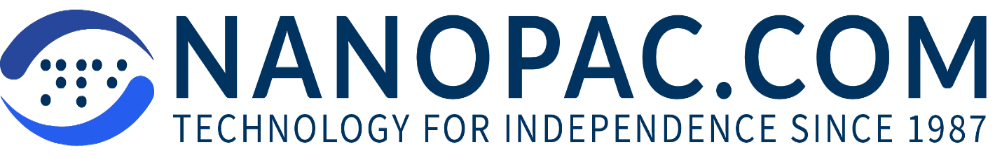 NANOPAC.COM
TECHNOLOGY FOR INDEPENDENCE SINCE 1987